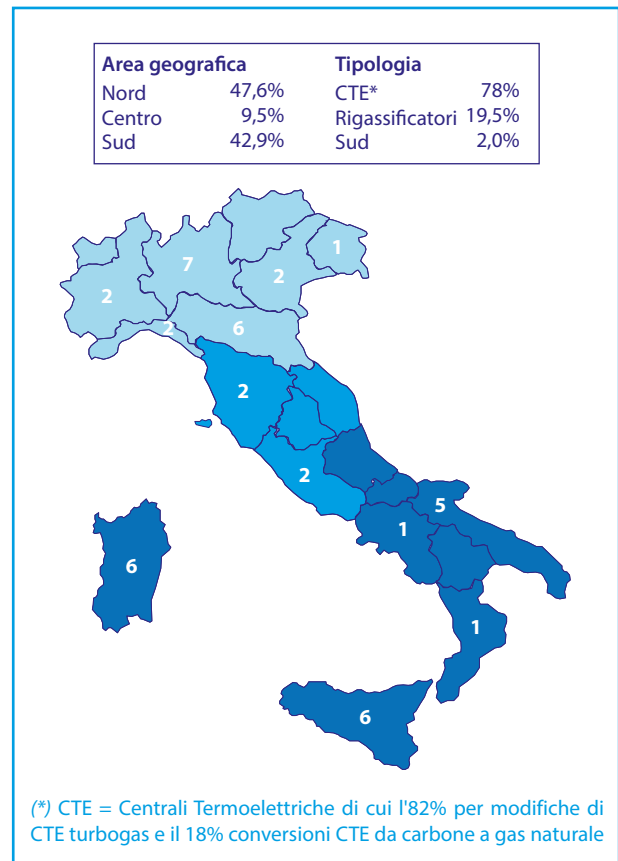 Area geografica
Nord 47,6%
Centro 9,5%
Sud 42,9%
Tipologia
CTE* 78%
Rigassificatori 19,5%
Sud 2,0%
1
7
2
2
2
6
2
2
5
1
6
1
6
(*) CTE = Centrali Termoelettriche di cui l'82% per modifiche di
CTE turbogas e il 18% conversioni CTE da carbone a gas naturale